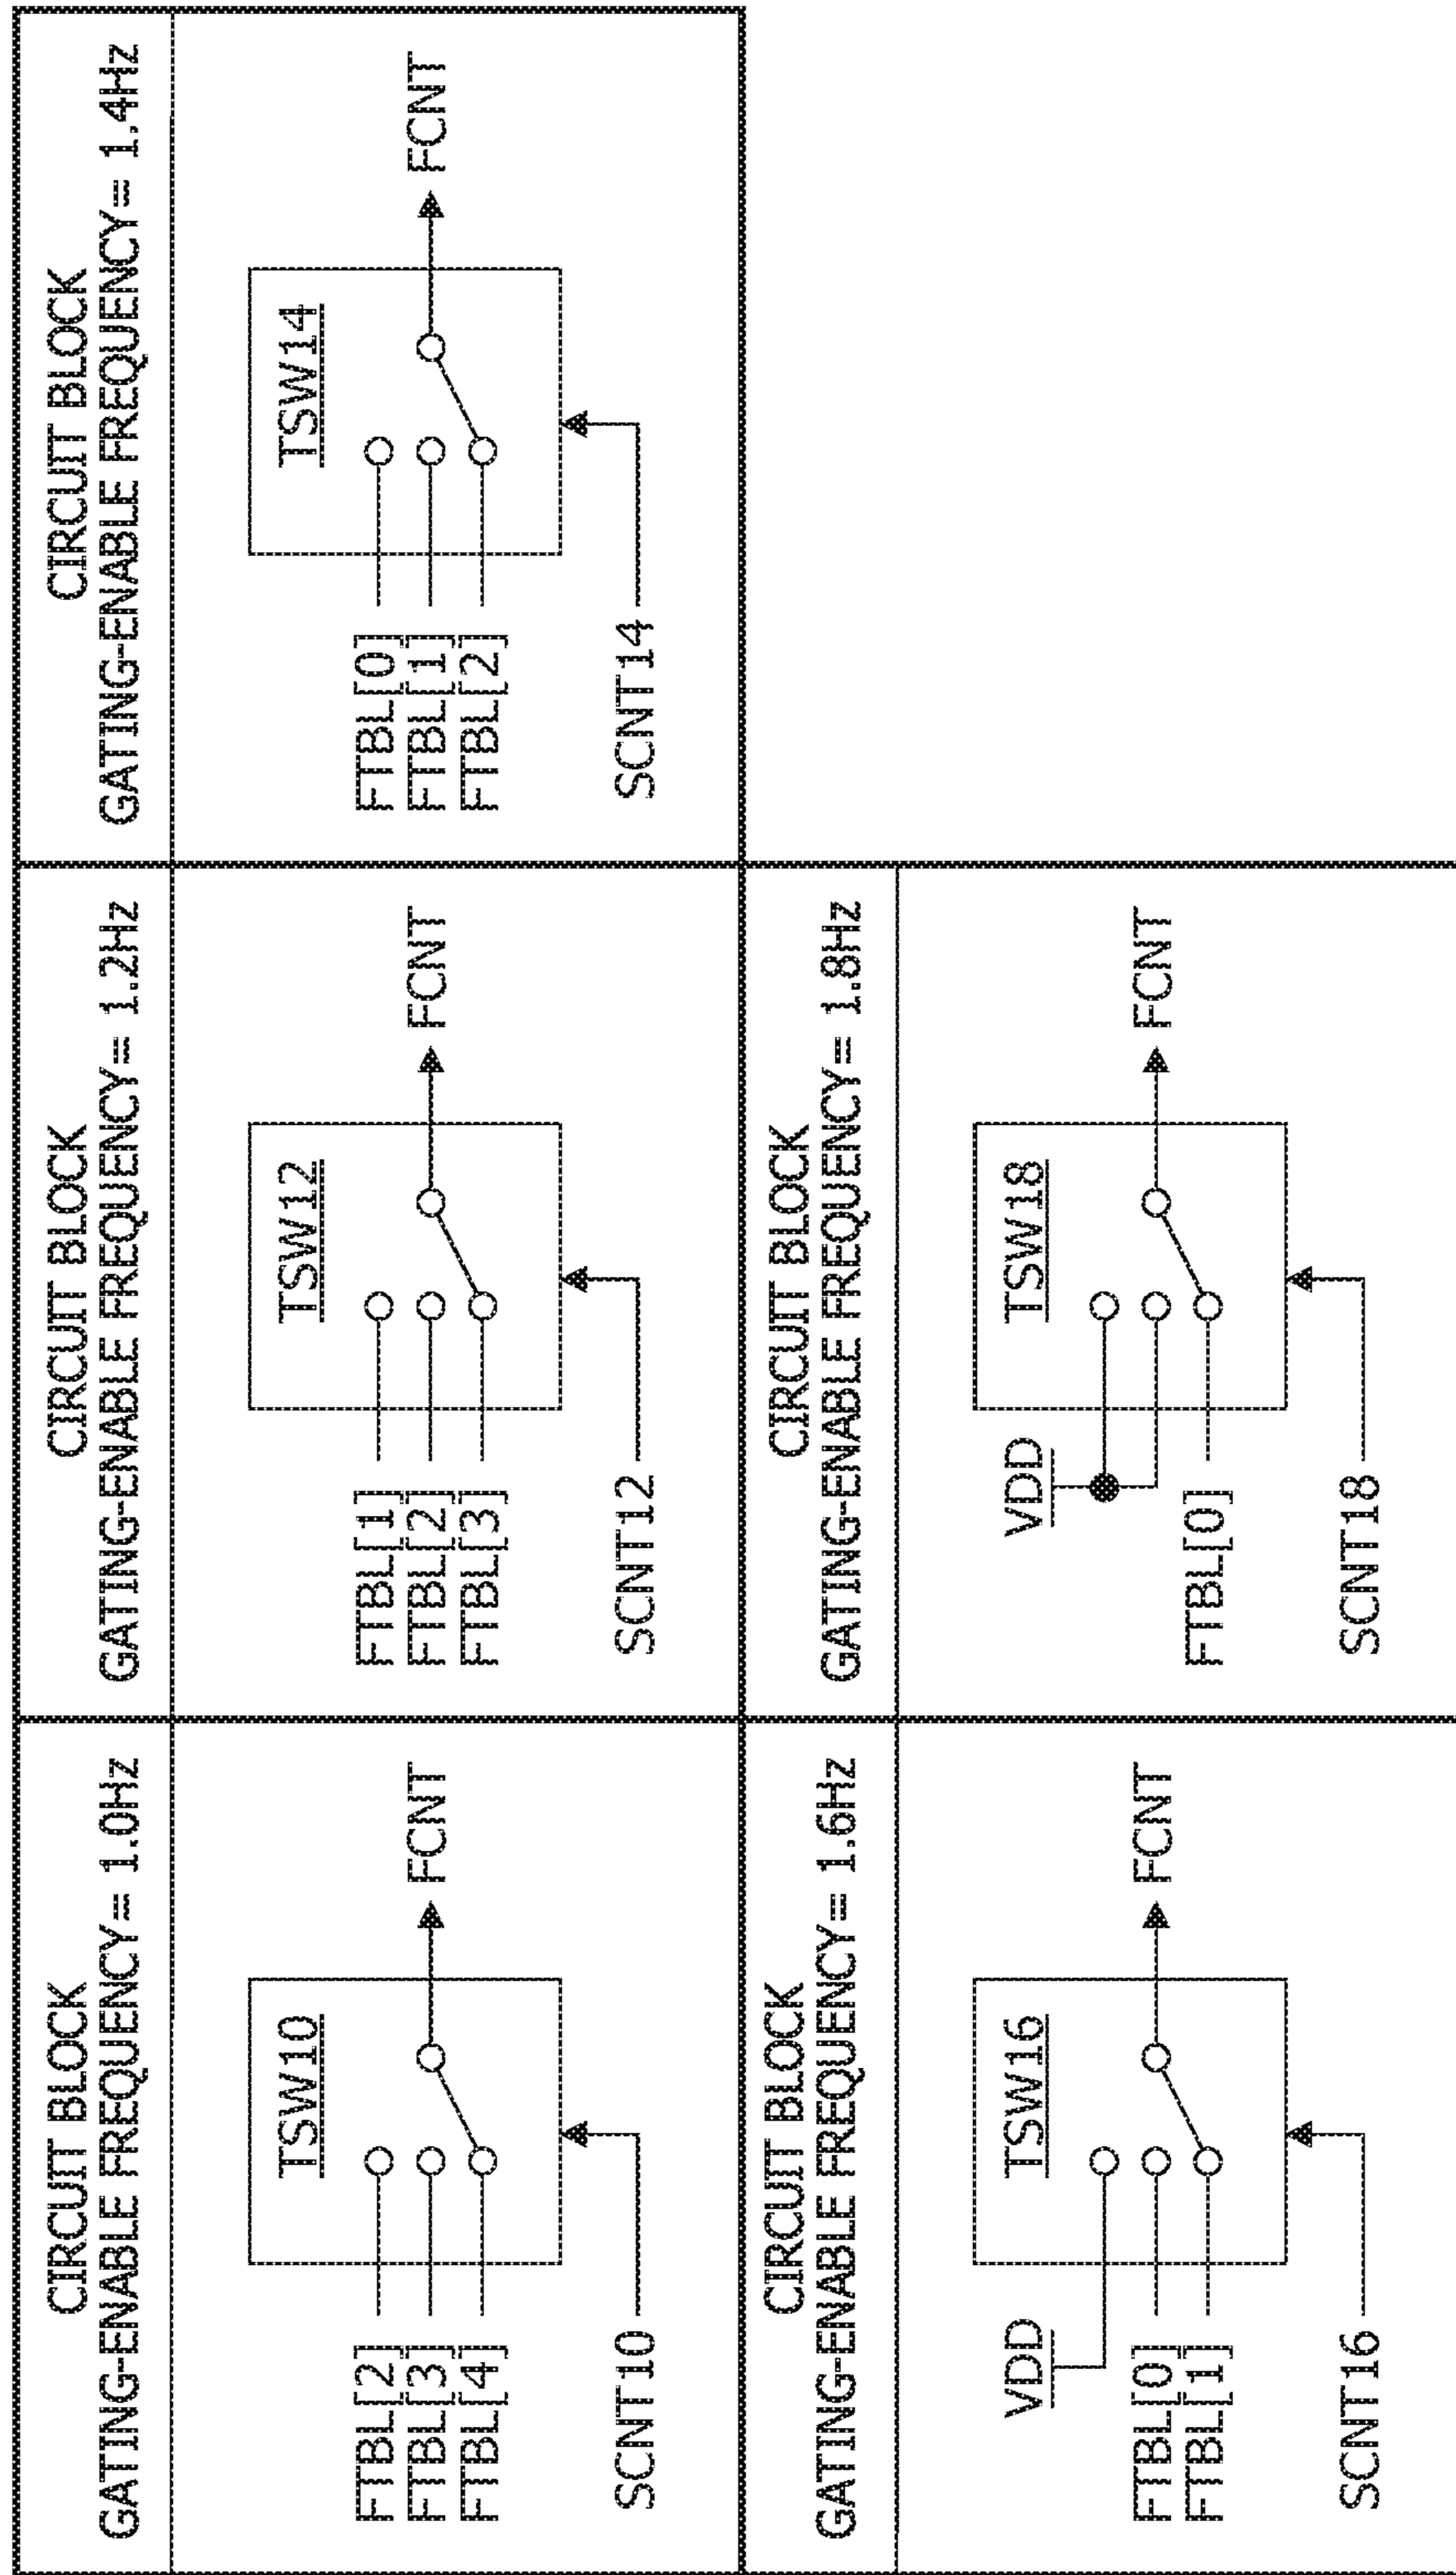 CIRCUIT BLOCK
GATING-ENABLE FREQUENCY= 1.0Hz
TSW10
FTBL[2]
FTBL[3]
FTBL[4]
FCNT
SCNT10
CIRCUIT BLOCK
GATING-ENABLE FREQUENCY= 1.2Hz
TSW12
FTBL[1]
FTBL[2]
FTBL[3]
FCNT
SCNT12
CIRCUIT BLOCK
GATING-ENABLE FREQUENCY= 1.4Hz
TSW14
FTBL[0]
FTBL[1]
FTBL[2]
FCNT
SCNT14
CIRCUIT BLOCK
GATING-ENABLE FREQUENCY= 1.6Hz
VDD
TSW16
FTBL[0]
FTBL[1]
FCNT
SCNT16
CIRCUIT BLOCK
GATING-ENABLE FREQUENCY= 1.8Hz
VDD
TSW18
FTBL[0]
FCNT
SCNT18